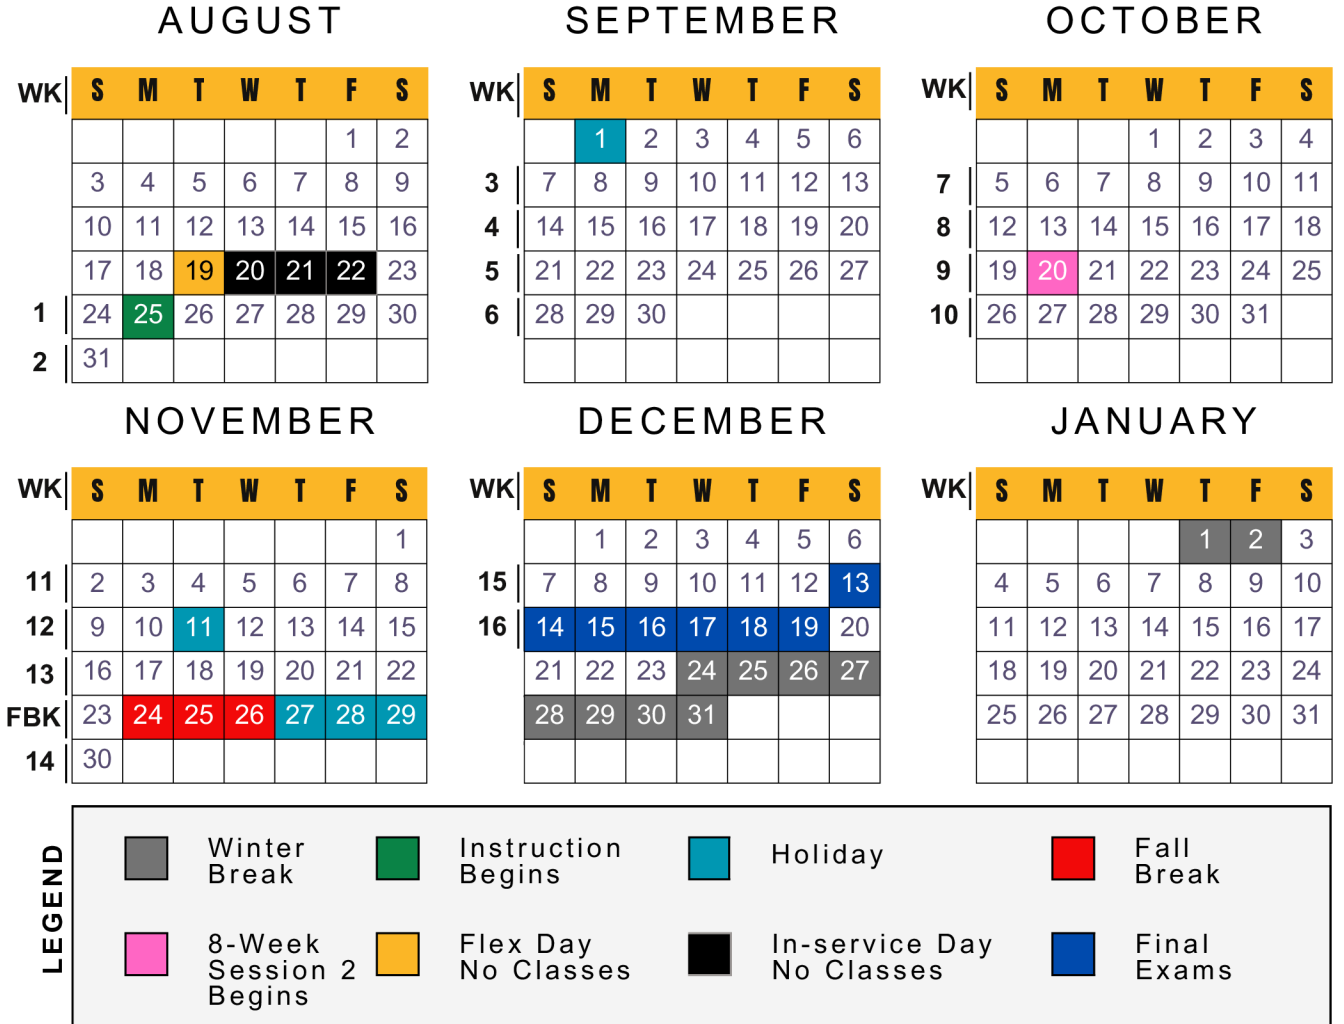 AUGUST SEPTEMBER OCTOBER
WK S M T W T F S WK S M T W T F S WK S M T W T F S
1 2 1 2 3 4 5 6 1 2 3 4
3 4 5 6 7 8 9 3 7 8 9 10 11 12 13 7 5 6 7 8 9 10 11
10 11 12 13 14 15 16 4 14 15 16 17 18 19 20 8 12 13 14 15 16 17 18
17 18 19 20 21 22 23 5 21 22 23 24 25 26 27 9 19 20 21 22 23 24 25
1 24 25 26 27 28 29 30 6 28 29 30 10 26 27 28 29 30 31
2 31
NOVEMBER DECEMBER JANUARY
WK S M T W T F S WK S M T W T F S WK S M T W T F S
1 1 2 3 4 5 6 1 2 3
11 2 3 4 5 6 7 8 15 7 8 9 10 11 12 13 4 5 6 7 8 9 10
12 9 10 11 12 13 14 15 16 14 15 16 17 18 19 20 11 12 13 14 15 16 17
13 16 17 18 19 20 21 22 21 22 23 24 25 26 27 18 19 20 21 22 23 24
FBK 23 24 25 26 27 28 29 28 29 30 31 25 26 27 28 29 30 31
14 30
LEGEND
Winter
Break
Instruction
Begins
Holiday
Fall
Break
8-Week
Session 2
Begins
Flex Day
No Classes
In-service Day
No Classes
Final
Exams